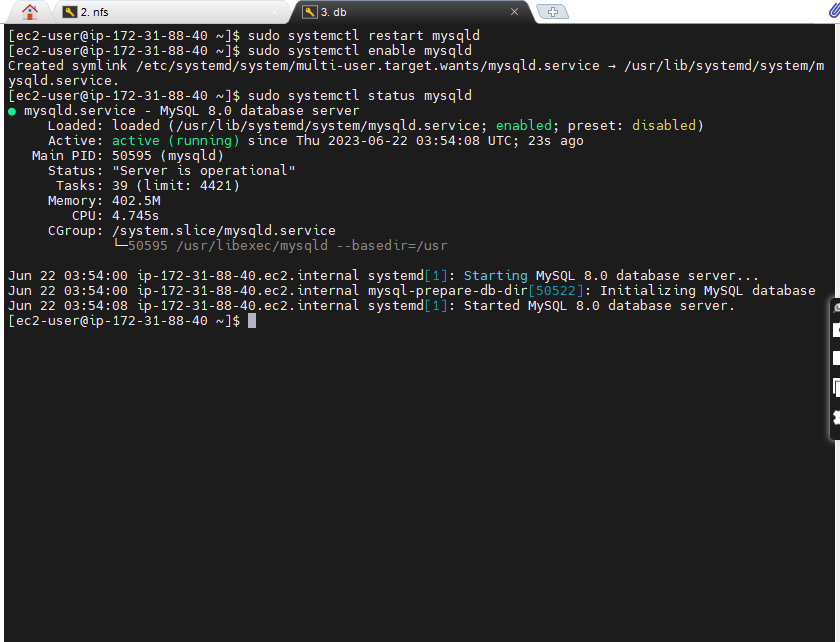 2. nfs
3. db
[ec2-user@ip-172-31-88-40 ~]$ sudo systemctl restart mysqld
[ec2-user@ip-172-31-88-40 ~]$ sudo systemctl enable mysqld
Created symlink /etc/systemd/system/multi-user.target.wants/mysqld.service → /usr/lib/systemd/system/m
ysqld.service.
[ec2-user@ip-172-31-88-40 ~]$ sudo systemctl status mysqld
● mysqld.service - MySQL 8.0 database server
     Loaded: loaded (/usr/lib/systemd/system/mysqld.service; enabled; preset: disabled)
     Active: active (running) since Thu 2023-06-22 03:54:08 UTC; 23s ago
   Main PID: 50595 (mysqld)
     Status: "Server is operational"
      Tasks: 39 (limit: 4421)
     Memory: 402.5M
        CPU: 4.745s
     CGroup: /system.slice/mysqld.service
             └─50595 /usr/libexec/mysqld --basedir=/usr
Jun 22 03:54:00 ip-172-31-88-40.ec2.internal systemd[1]: Starting MySQL 8.0 database server...
Jun 22 03:54:00 ip-172-31-88-40.ec2.internal mysql-prepare-db-dir[50522]: Initializing MySQL database
Jun 22 03:54:08 ip-172-31-88-40.ec2.internal systemd[1]: Started MySQL 8.0 database server.
[ec2-user@ip-172-31-88-40 ~]$